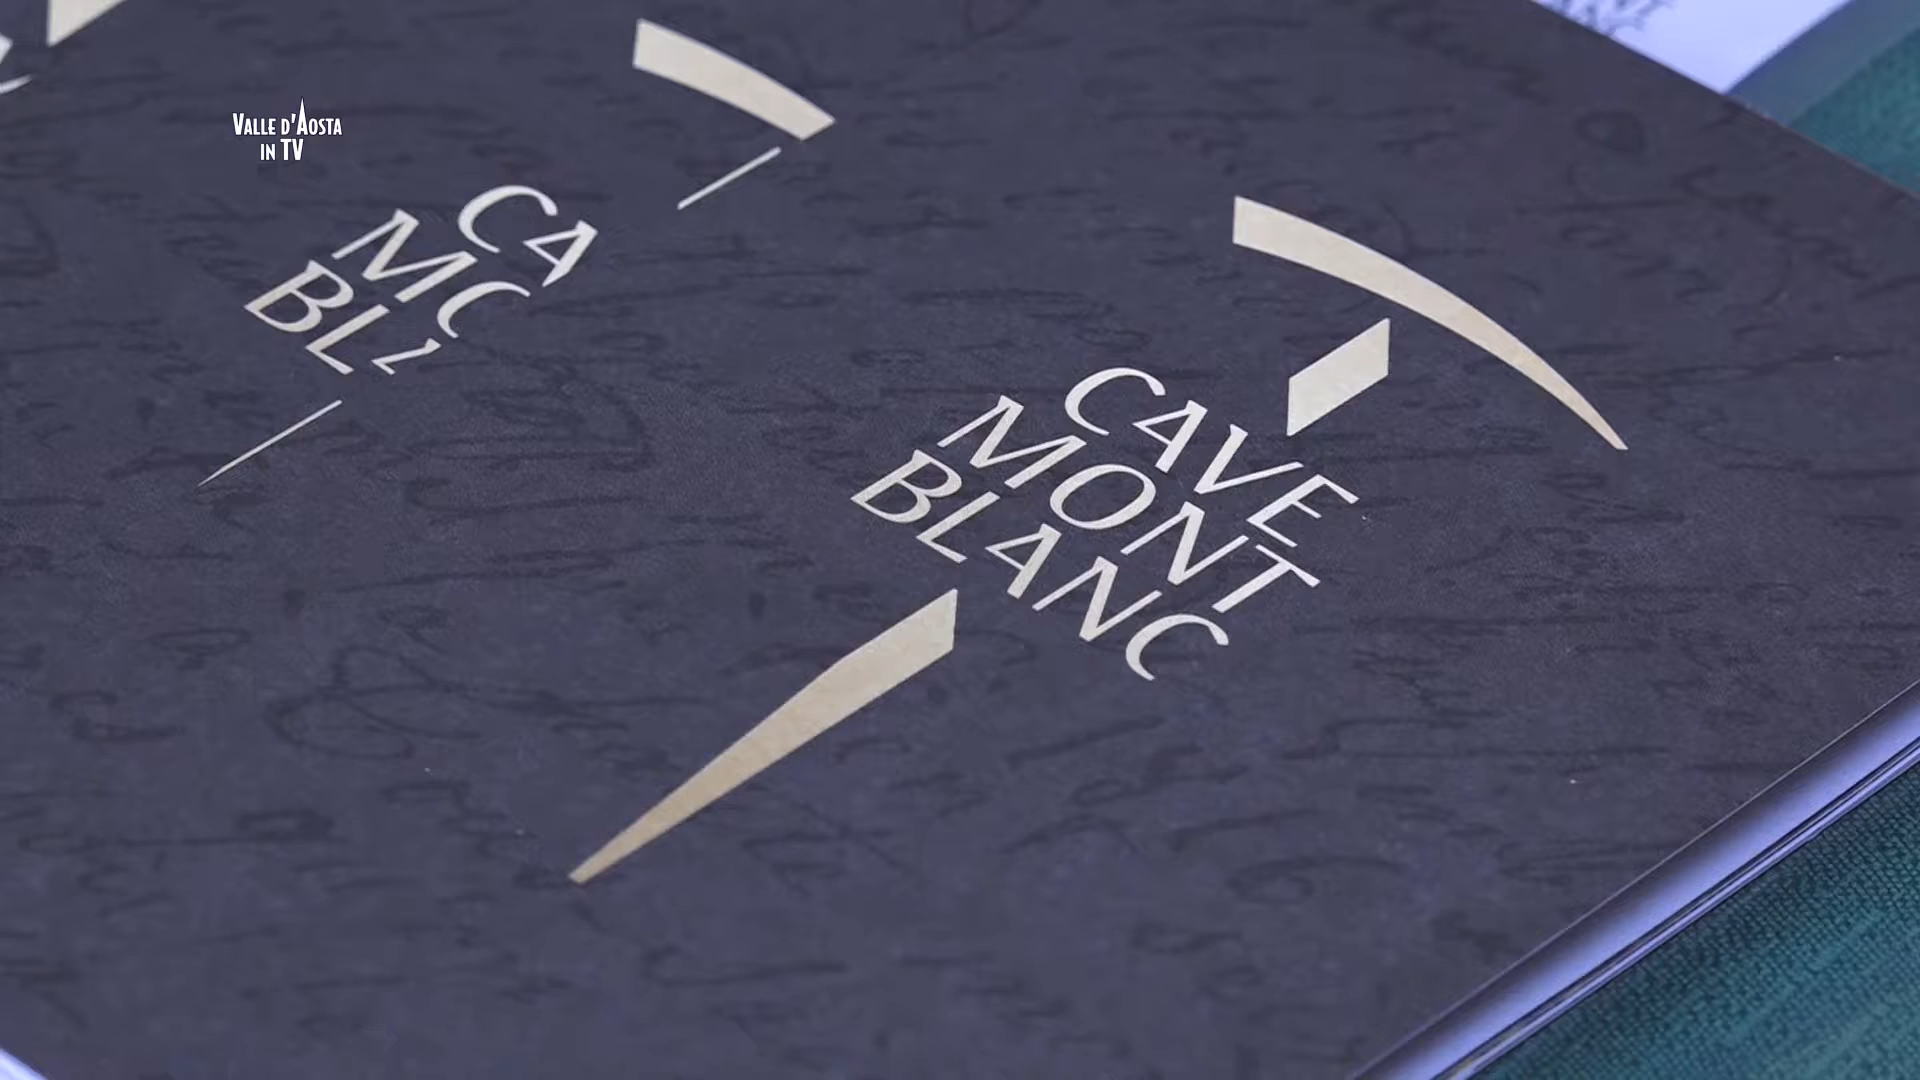 VALLE D'AOSTA
IN TV
CA
MC
BL
CAVE
MONT
BLANC